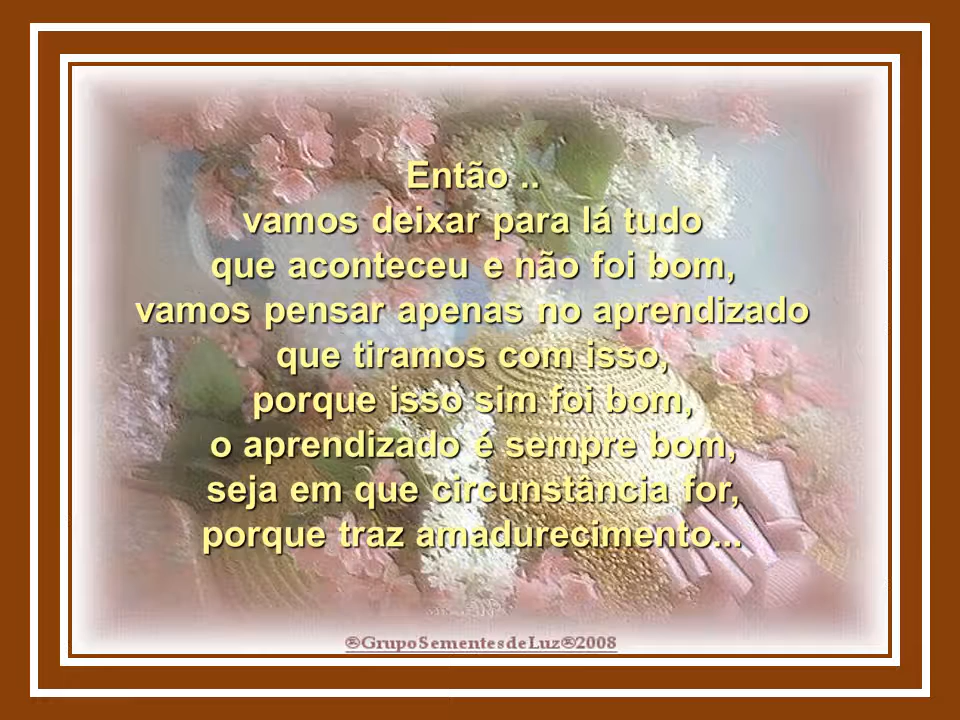 Então ..
vamos deixar para lá tudo
que aconteceu e não foi bom,
vamos pensar apenas no aprendizado
que tiramos com isso,
porque isso sim foi bom,
o aprendizado é sempre bom,
seja em que circunstância for,
porque traz amadurecimento...
®GrupoSementesdeLuz®2008